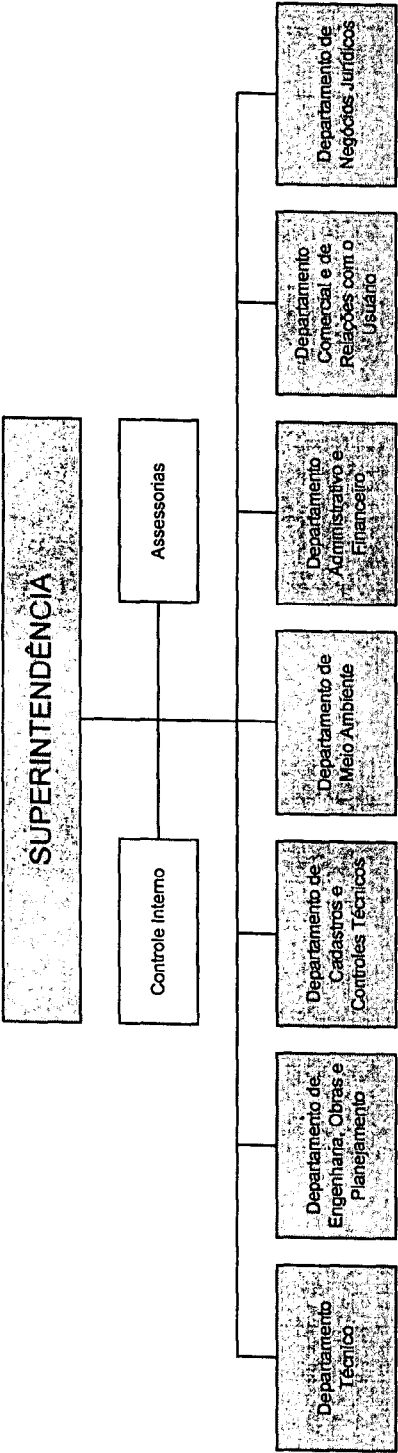 SUPERINTENDÊNCIA
Controle Interno
Assessorias
Departamento
Técnico
Departamento de
Engenharia, Obras e
Planejamento
Departamento de
Cadastros e
Controles Técnicos
Departamento de
Meio Ambiente
Departamento
Administrativo e
Financeiro
Departamento
Comercial e de
Relações com o
Usuário
Departamento de
Negócios Jurídicos